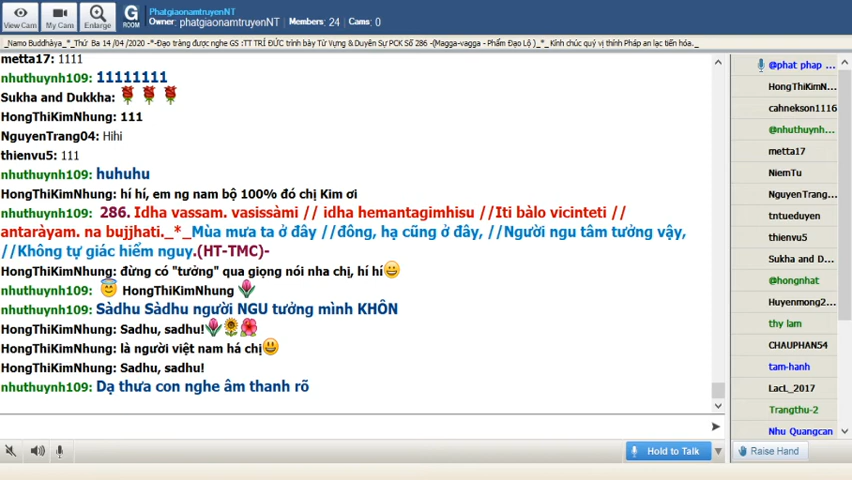 View Cam
My Cam
Enlarge
G
ROOM
PhatgiaonamtruyenNT
Owner: phatgiaonamtruyenNT Members: 24 Cams: 0
_Namo Buddhàya_*_Thứ Ba 14 /04 /2020 -*-Đạo tràng được nghe GS :TT TRÍ ĐỨC trình bày Từ Vựng & Duyên Sự PCK Số 286 -(Magga-vagga - Phẩm Đạo Lộ )_*_ Kính chúc quý vị thính Pháp an lạc tiến hóa._
metta17: 1111
nhuthuynh109: 11111111
Sukha and Dukkha:
HongThiKimNhung: 111
NguyenTrang04: Hihi
thienvu5: 111
nhuthuynh109: huhuhu
HongThiKimNhung: hí hí, em ng nam bộ 100% đó chị Kim ơi
nhuthuynh109: 286. Idha vassam. vasissàmi // idha hemantagimhisu //Iti bàlo vicinteti //
antaràyam. na bujjhati._*_Mùa mưa ta ở đây //đông, hạ cũng ở đây, //Người ngu tâm tưởng vậy,
//Không tự giác hiểm nguy.(HT-TMC)-
HongThiKimNhung: đừng có "tưởng" qua giọng nói nha chị, hí hí
nhuthuynh109: HongThiKimNhung
nhuthuynh109: Sàdhu Sàdhu người NGU tưởng mình KHÔN
HongThiKimNhung: Sadhu, sadhu!
HongThiKimNhung: là người việt nam há chị
HongThiKimNhung: Sadhu, sadhu!
nhuthuynh109: Dạ thưa con nghe âm thanh rõ
@phat phap ...
HongThiKimN...
cahnekson1116
@nhuthuynh...
metta17
NiemTu
NguyenTrang...
tntueduyen
thienvu5
Sukha and D...
@hongnhat
Huyenmong2...
thy lam
CHAUPHAN54
tam-hanh
LacL_2017
Trangthu-2
Nhu Quangcan
Hold to Talk
Raise Hand